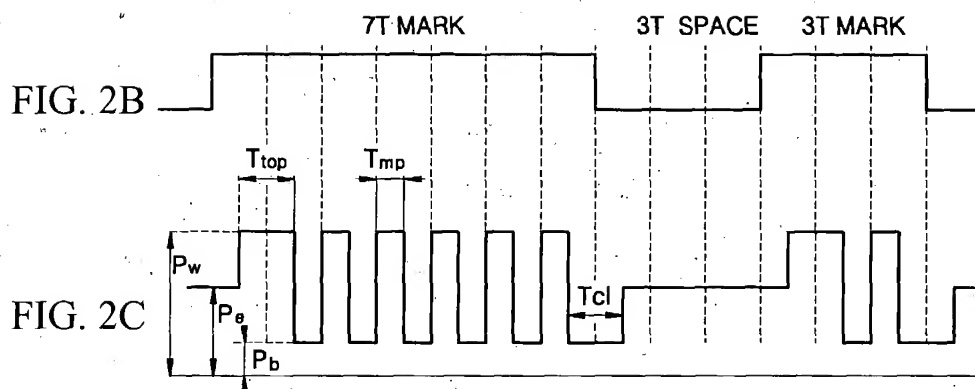 7T MARK 3T SPACE 3T MARK
FIG. 2B
Ttop Tmp
Pw
Pe Tcl
FIG. 2C
Pb